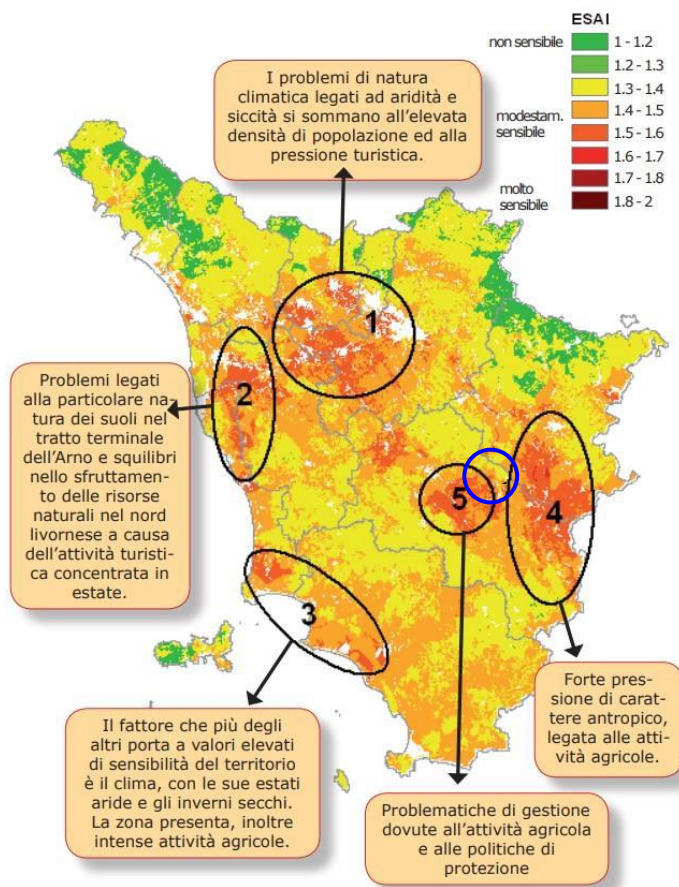 ESAI
non sensibile
1 - 1.2
1.2 - 1.3
1.3 - 1.4
modestam.
sensibile
1.4 - 1.5
1.5 - 1.6
1.6 - 1.7
molto
sensibile
1.7 - 1.8
1.8 - 2
I problemi di natura
climatica legati ad aridità e
siccità si sommano all'elevata
densità di popolazione ed alla
pressione turistica.
1
Problemi legati
alla particolare na-
tura dei suoli nel
tratto terminale
dell'Arno e squilibri
nello sfruttamento
delle risorse
naturali nel nord
livornese a causa
dell'attività turisti-
ca concentrata in
estate.
2
5
4
3
Il fattore che più degli
altri porta a valori elevati
di sensibilità del territorio
è il clima, con le sue estati
aride e gli inverni secchi.
La zona presenta, inoltre
intense attività agricole.
Forte pres-
sione di carat-
tere antropico,
legata alle atti-
vità agricole.
Problematiche di gestione
dovute all'attività agricola
e alle politiche di
protezione